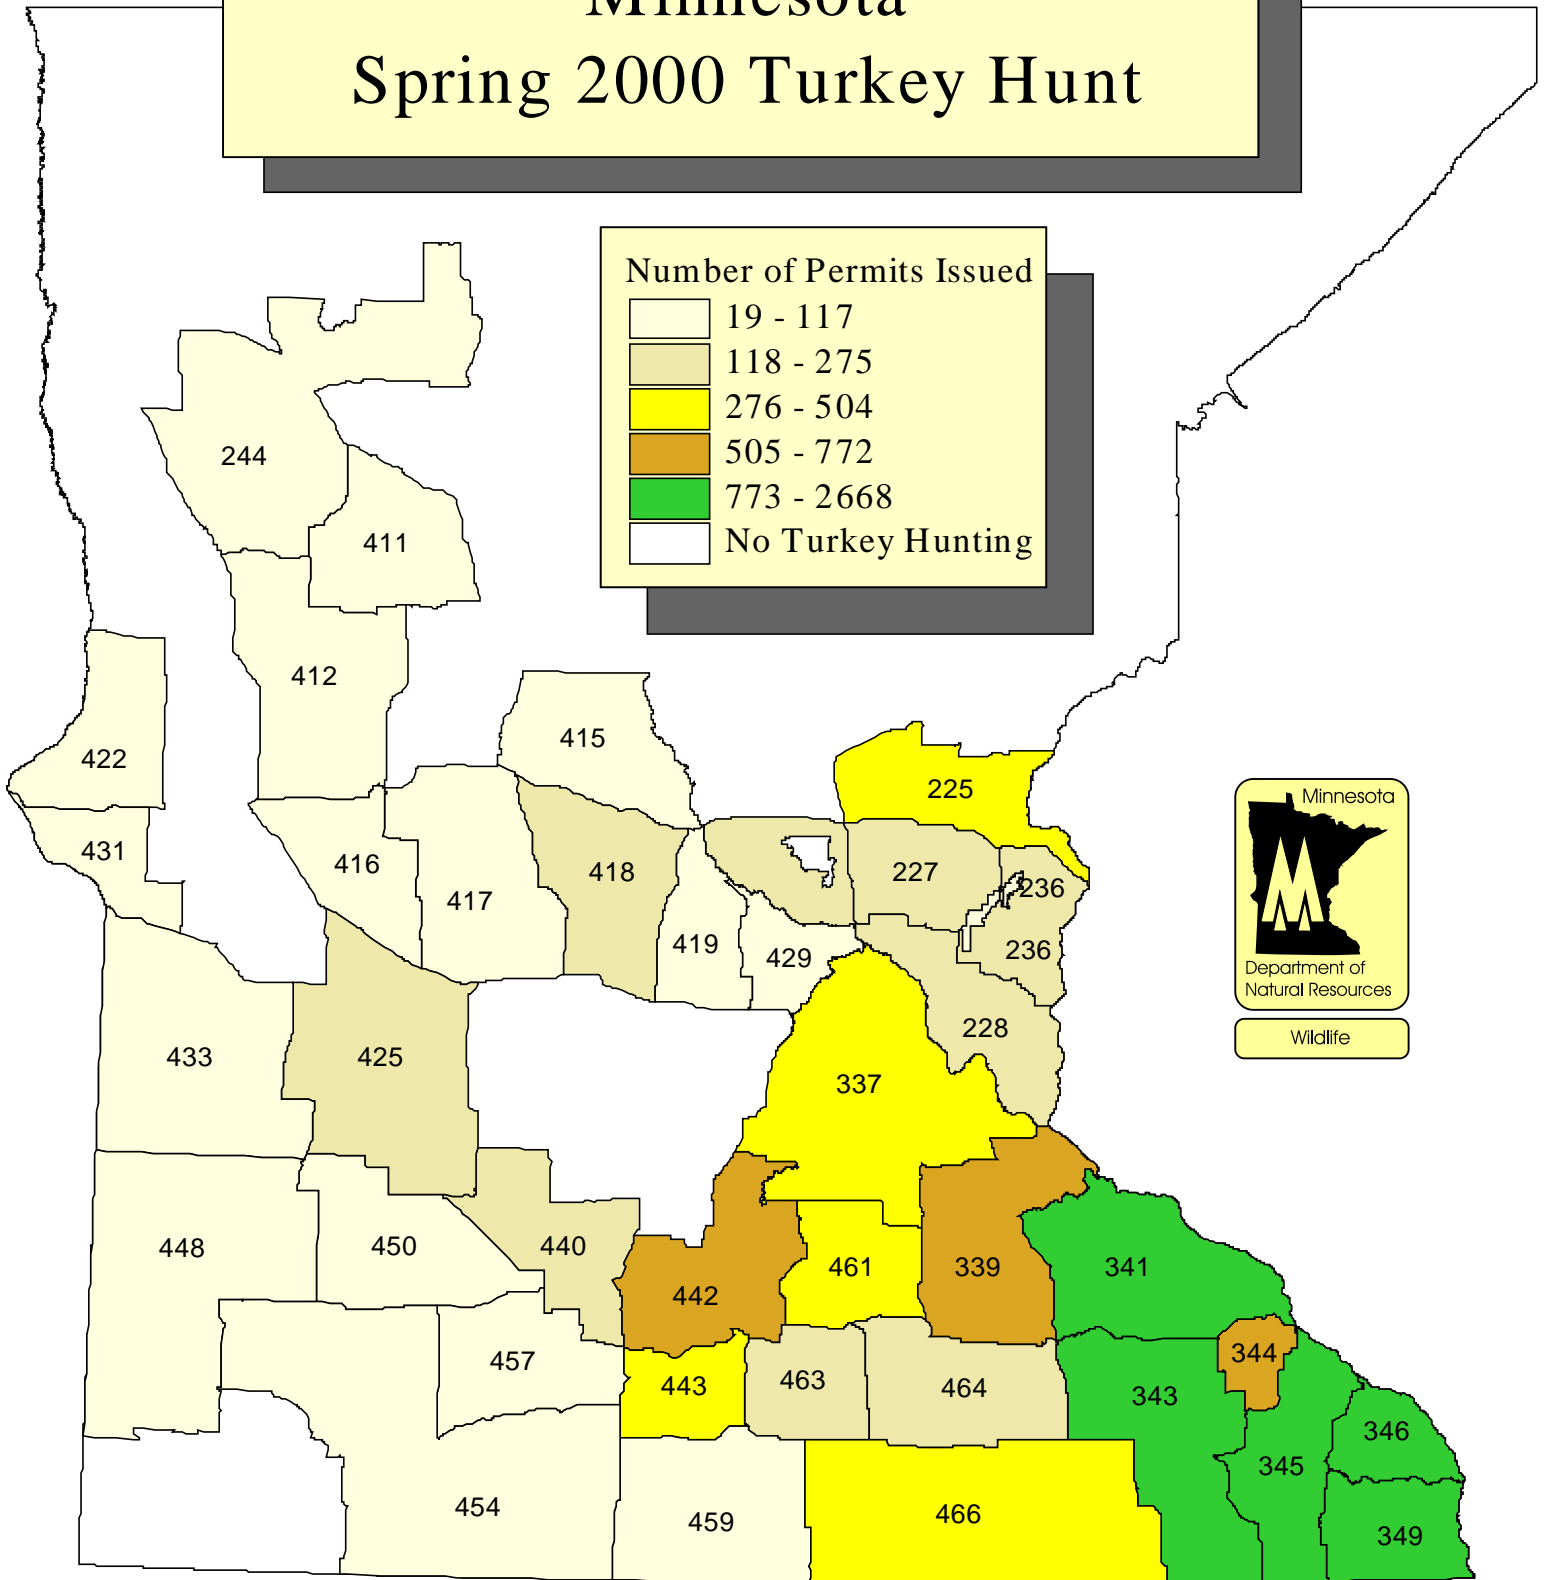 Minnesota
Spring 2000 Turkey Hunt
Number of Permits Issued
19 - 117
118 - 275
276 - 504
505 - 772
773 - 2668
No Turkey Hunting
244
411
412
422
415
225
431
416
417
418
227
236
419
429
236
228
433
425
337
448
450
440
442
461
339
341
457
443
463
464
344
343
346
345
454
459
466
349
Minnesota
Department of
Natural Resources
Wildlife